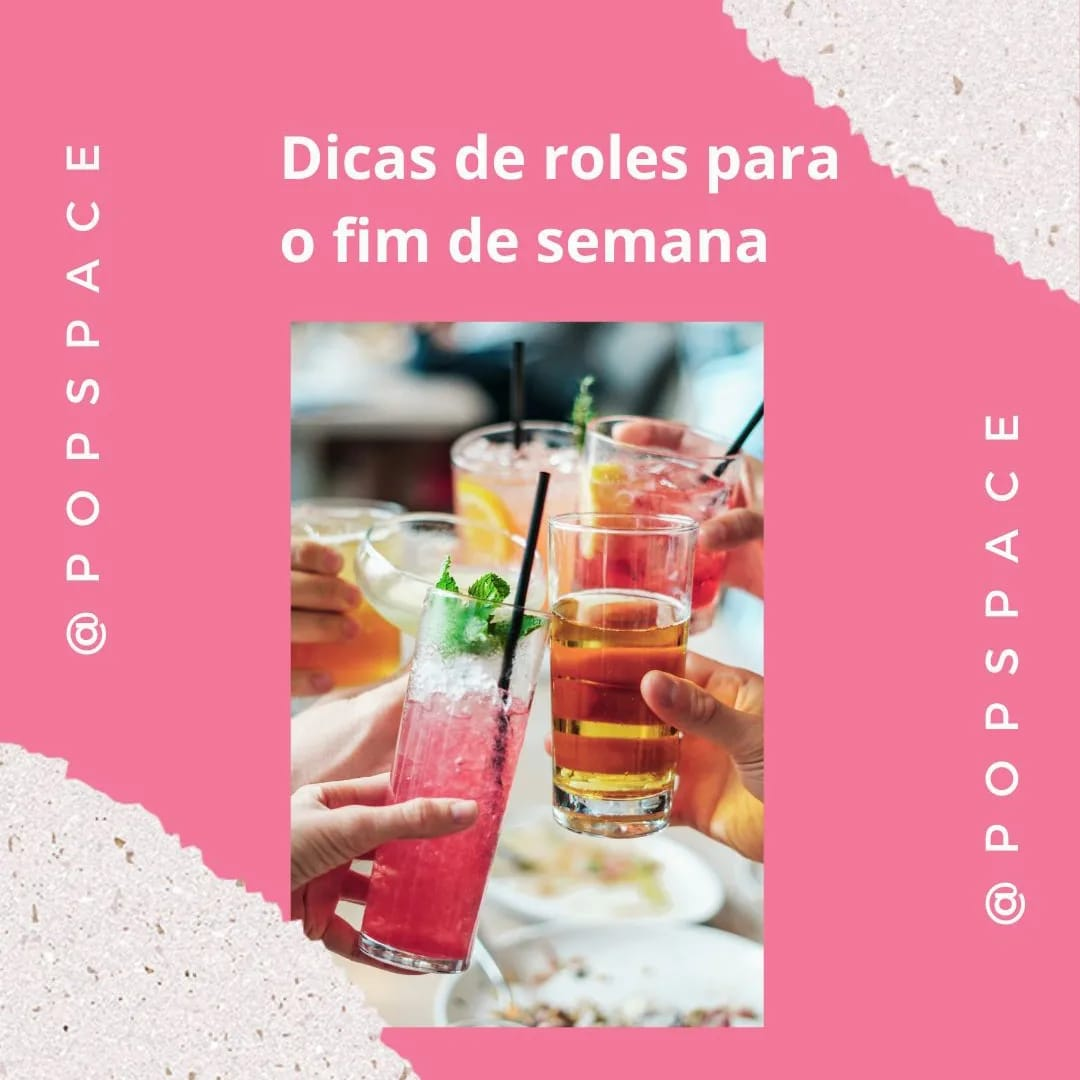 Dicas de roles para
o fim de semana
@POPSPACE
@POPSPACE